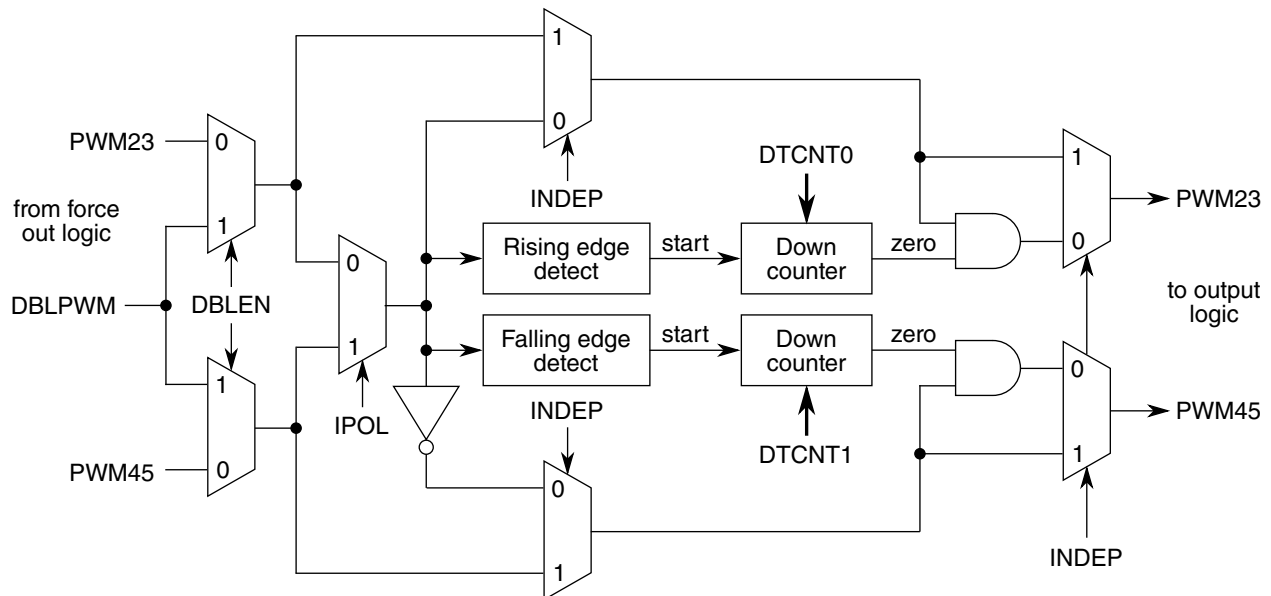 1
PWM23
0
0
DTCNT0
1
INDEP
PWM23
from force
out logic
1
0
Rising edge
detect
start
Down
counter
zero
0
DBLPWM
DBLEN
to output
logic
1
Falling edge
detect
start
Down
counter
zero
0
1
IPOL
INDEP
PWM45
DTCNT1
PWM45
0
0
1
INDEP
1